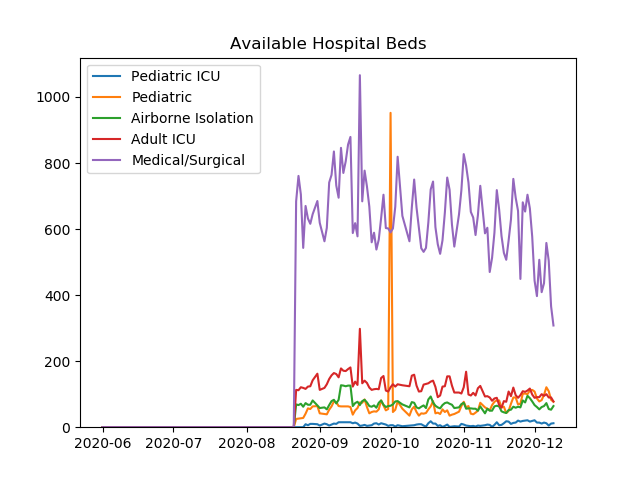 Available Hospital Beds
Pediatric ICU
Pediatric
Airborne Isolation
Adult ICU
Medical/Surgical
1000
800
600
400
200
0
2020-06 2020-07 2020-08 2020-09 2020-10 2020-11 2020-12